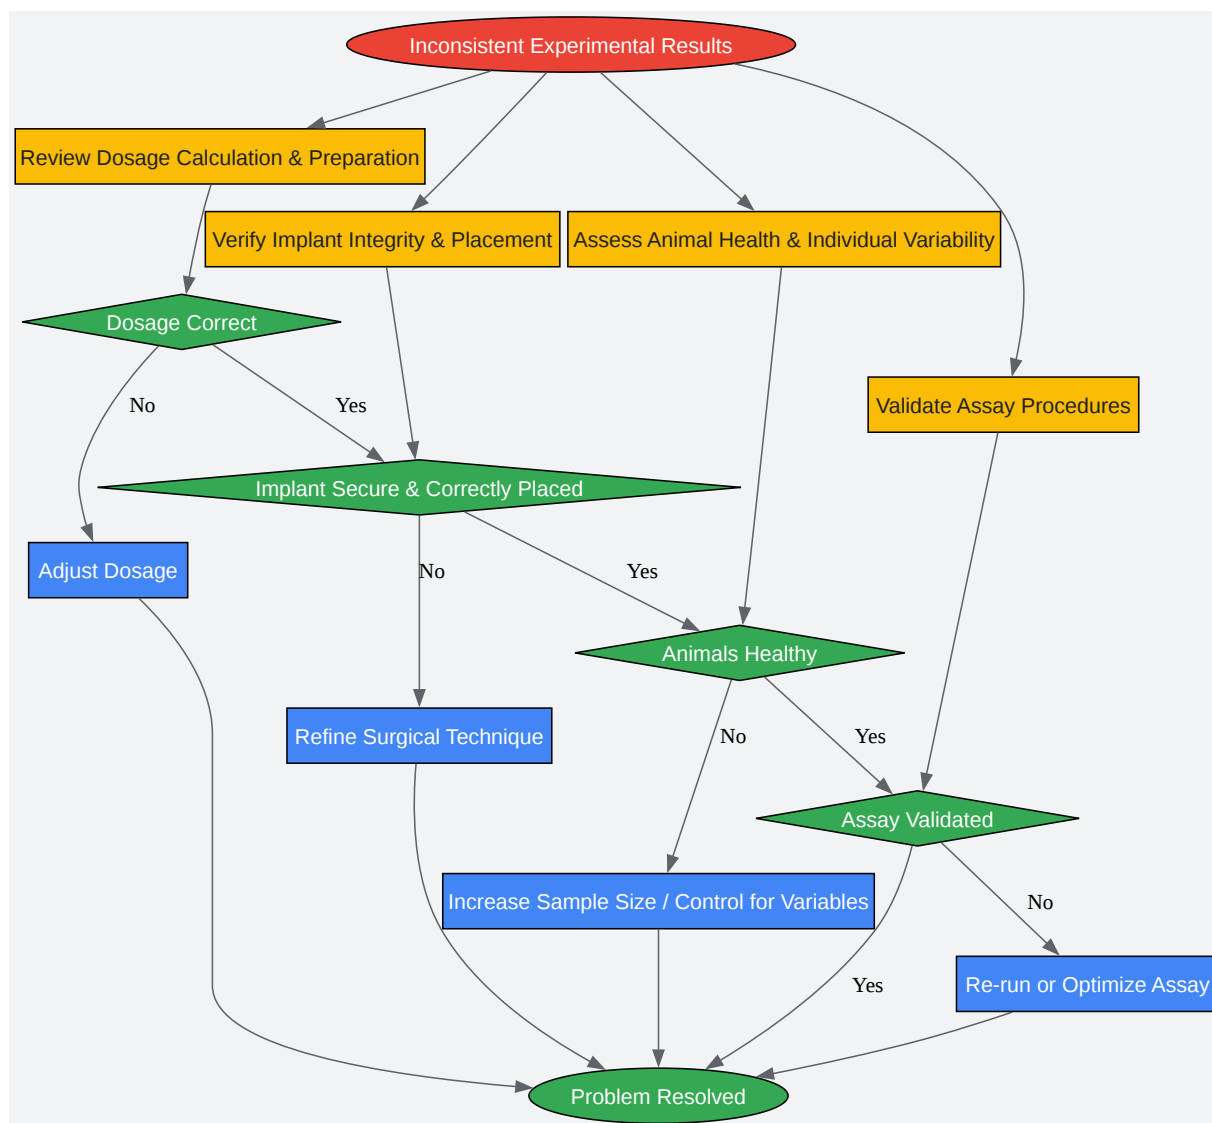 Inconsistent Experimental Results
Review Dosage Calculation & Preparation
Verify Implant Integrity & Placement
Assess Animal Health & Individual Variability
Dosage Correct
No
Yes
Validate Assay Procedures
Implant Secure & Correctly Placed
Adjust Dosage
No
Yes
Animals Healthy
Refine Surgical Technique
No
Yes
Assay Validated
Increase Sample Size / Control for Variables
No
Yes
Re-run or Optimize Assay
Problem Resolved